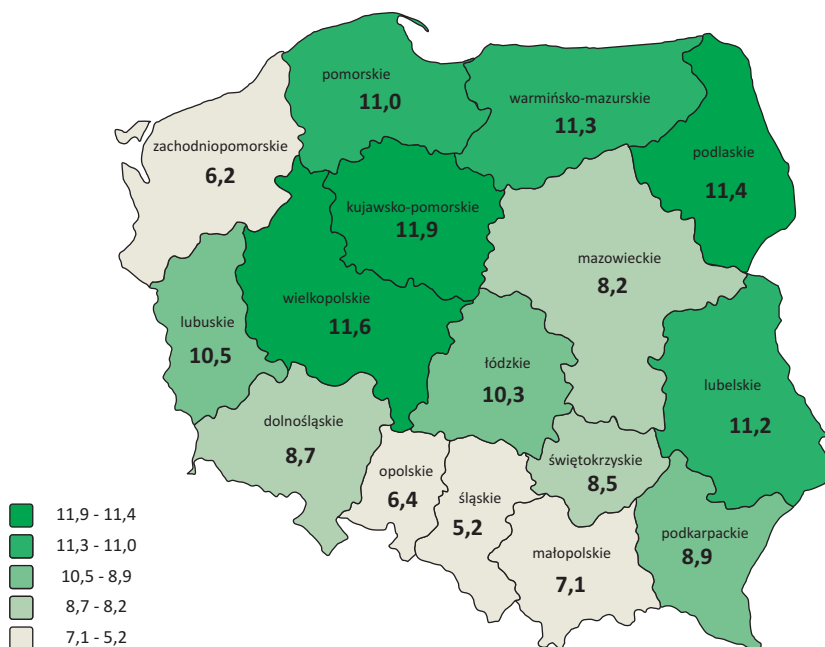 pomorskie
11,0
warmińsko-mazurskie
11,3
zachodniopomorskie
6,2
podlaskie
11,4
kujawsko-pomorskie
11,9
mazowieckie
8,2
wielkopolskie
11,6
lubuskie
10,5
łódzkie
10,3
lubelskie
11,2
dolnośląskie
8,7
opolskie
6,4
śląskie
5,2
świętokrzyskie
8,5
małopolskie
7,1
podkarpackie
8,9
11,9 - 11,4
11,3 - 11,0
10,5 - 8,9
8,7 - 8,2
7,1 - 5,2